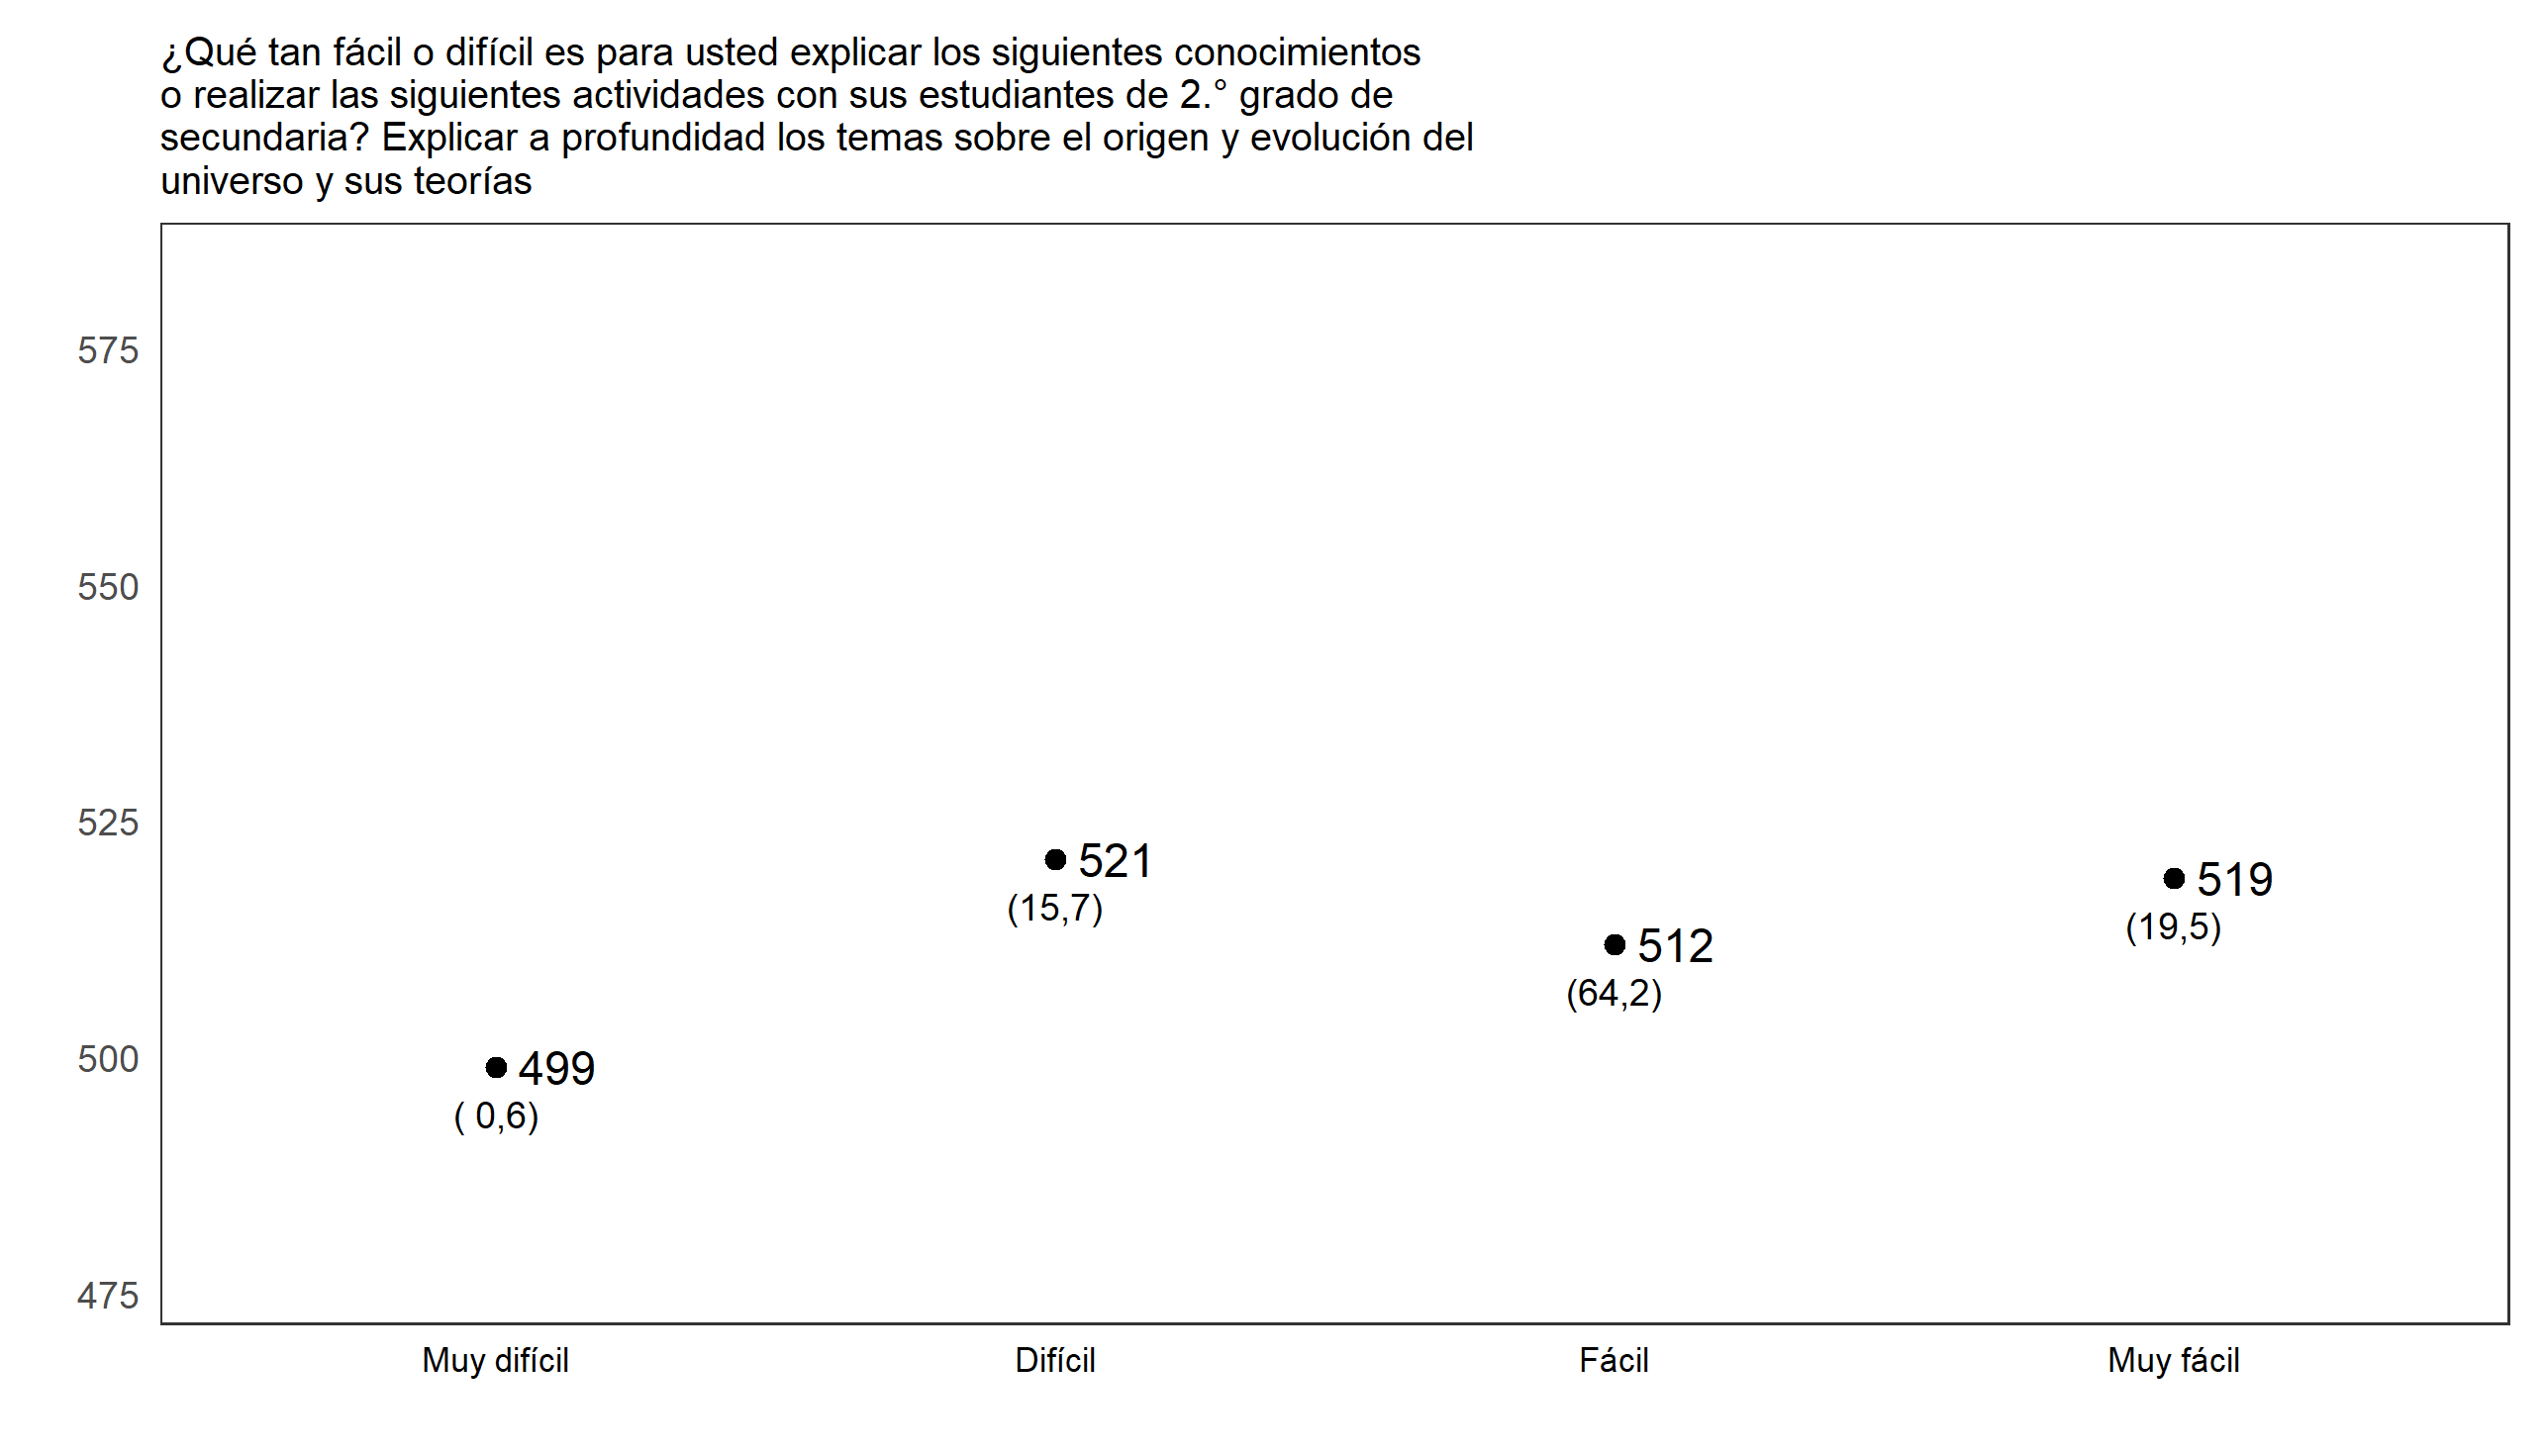 ¿Qué tan fácil o difícil es para usted explicar los siguientes conocimientos
o realizar las siguientes actividades con sus estudiantes de 2.° grado de
secundaria? Explicar a profundidad los temas sobre el origen y evolución del
universo y sus teorías
575
550
525
500
475
499
( 0,6)
521
(15,7)
512
(64,2)
519
(19,5)
Muy difícil
Difícil
Fácil
Muy fácil